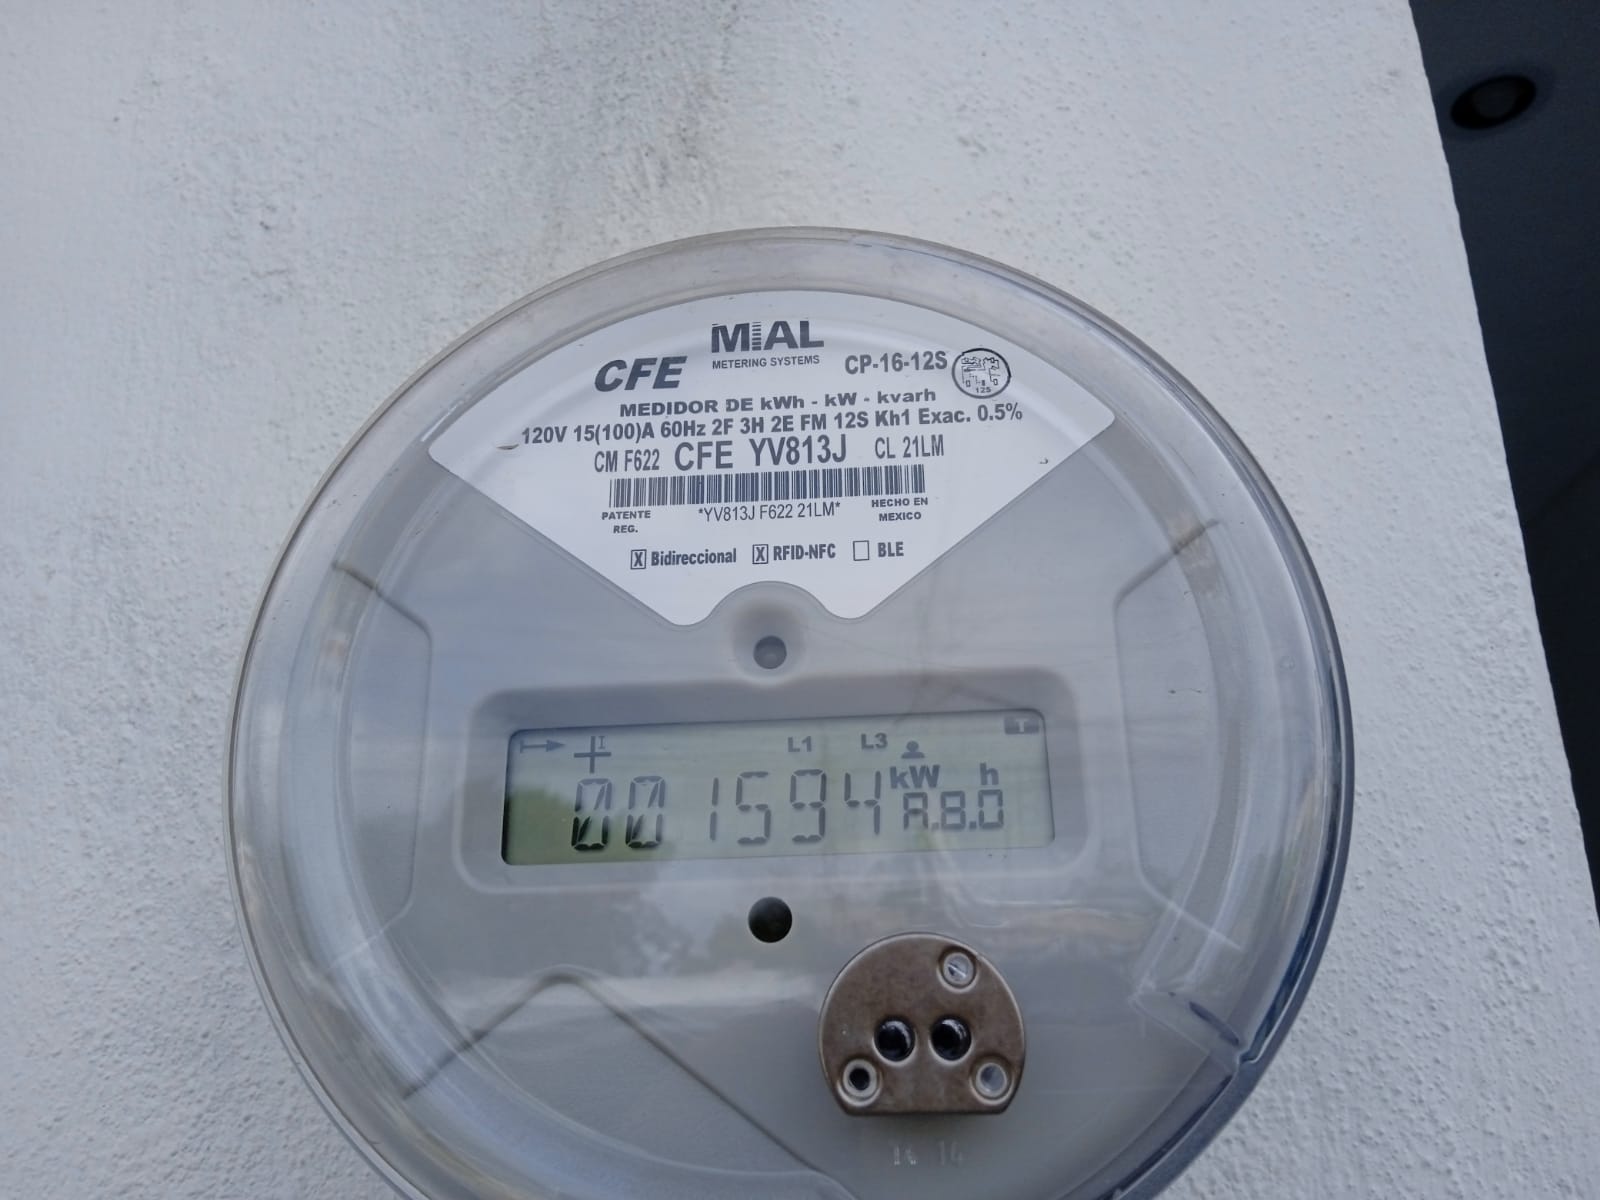 MIAL
METERING SYSTEMS
CFE
CP-16-12S
12S
MEDIDOR DE kWh - kW - kvarh
120V 15(100)A 60Hz 2F 3H 2E FM 12S Kh1 Exac. 0.5%
CM F622 CFE YV813J CL 21LM
PATENTE REG.
*YV813J F622 21LM*
HECHO EN MEXICO
X Bidireccional X RFID-NFC BLE
L1 L3 T
001594 kW h
A.8.0